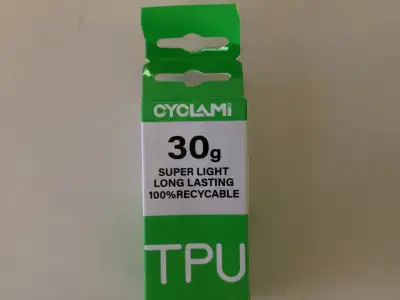 CYCLAMi
30g
SUPER LIGHT
LONG LASTING
100%RECYCABLE
TPU